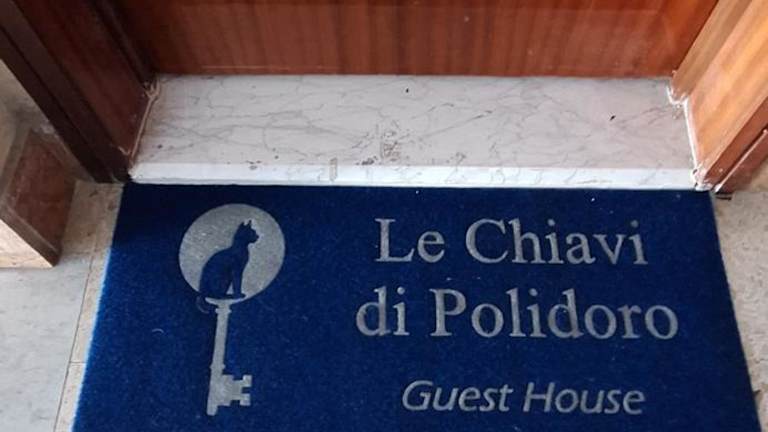 Le Chiavi
di Polidoro
Guest House